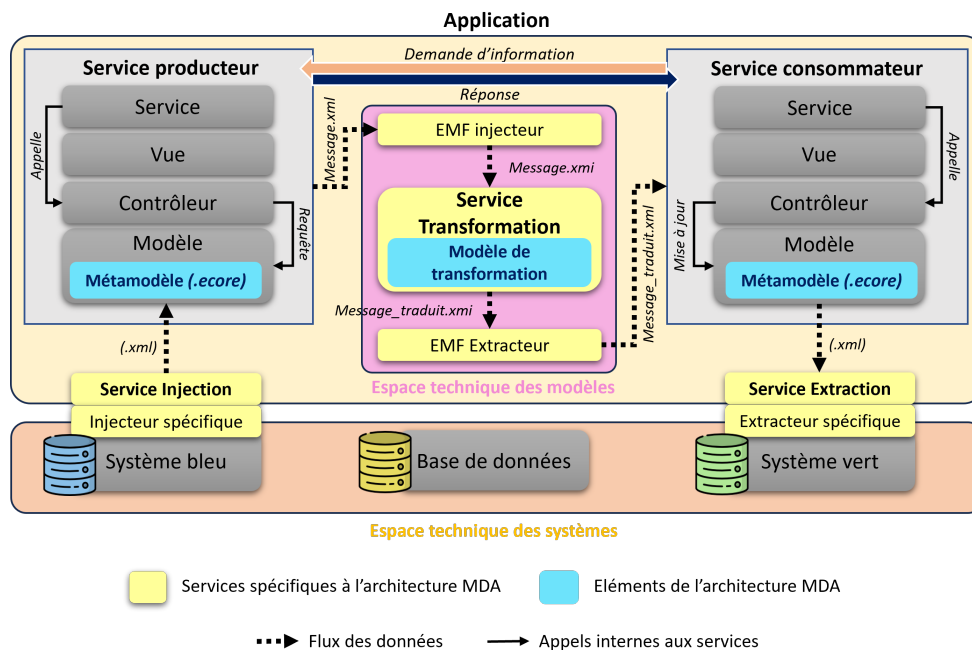 Application
Demande d’information
Service producteur
Service consommateur
Réponse
Service
Vue
Contrôleur
Modèle
Métamodèle (.ecore)
Appelle
Requête
Message.xml
EMF injecteur
Message.xmi
Service
Transformation
Modèle de
transformation
Message_traduit.xmi
EMF Extracteur
Message_traduit.xml
Espace technique des modèles
Service
Vue
Contrôleur
Modèle
Métamodèle (.ecore)
Appelle
Mise à jour
(.xml)
(.xml)
Service Injection
Injecteur spécifique
Service Extraction
Extracteur spécifique
Système bleu
Base de données
Système vert
Espace technique des systèmes
Services spécifiques à l’architecture MDA
Eléments de l’architecture MDA
Flux des données
Appels internes aux services